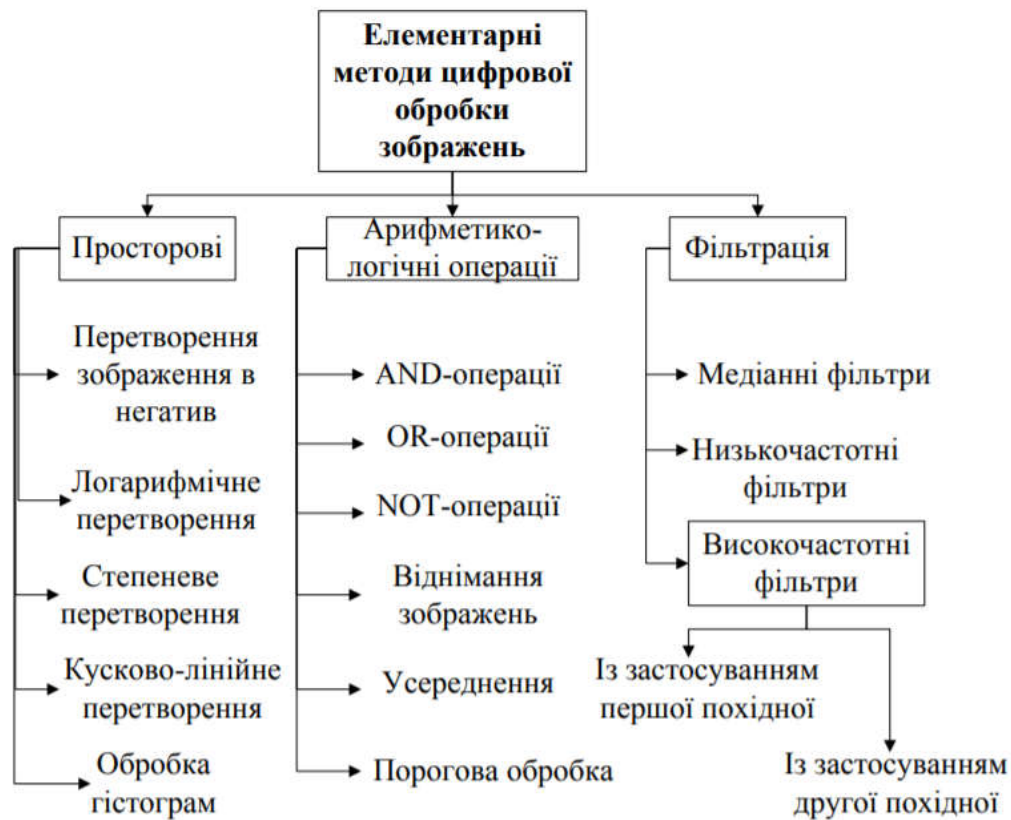 Елементарні
методи цифрової
обробки
зображень
Просторові
Перетворення
зображення в
негатив
Логарифмічне
перетворення
Степеневе
перетворення
Кусково-лінійне
перетворення
Обробка
гістограм
Арифметико-
логічні операції
AND-операції
OR-операції
NOT-операції
Віднімання
зображень
Усереднення
Порогова обробка
Фільтрація
Медіанні фільтри
Низькочастотні
фільтри
Високочастотні
фільтри
Із застосуванням
першої похідної
Із застосуванням
другої похідної